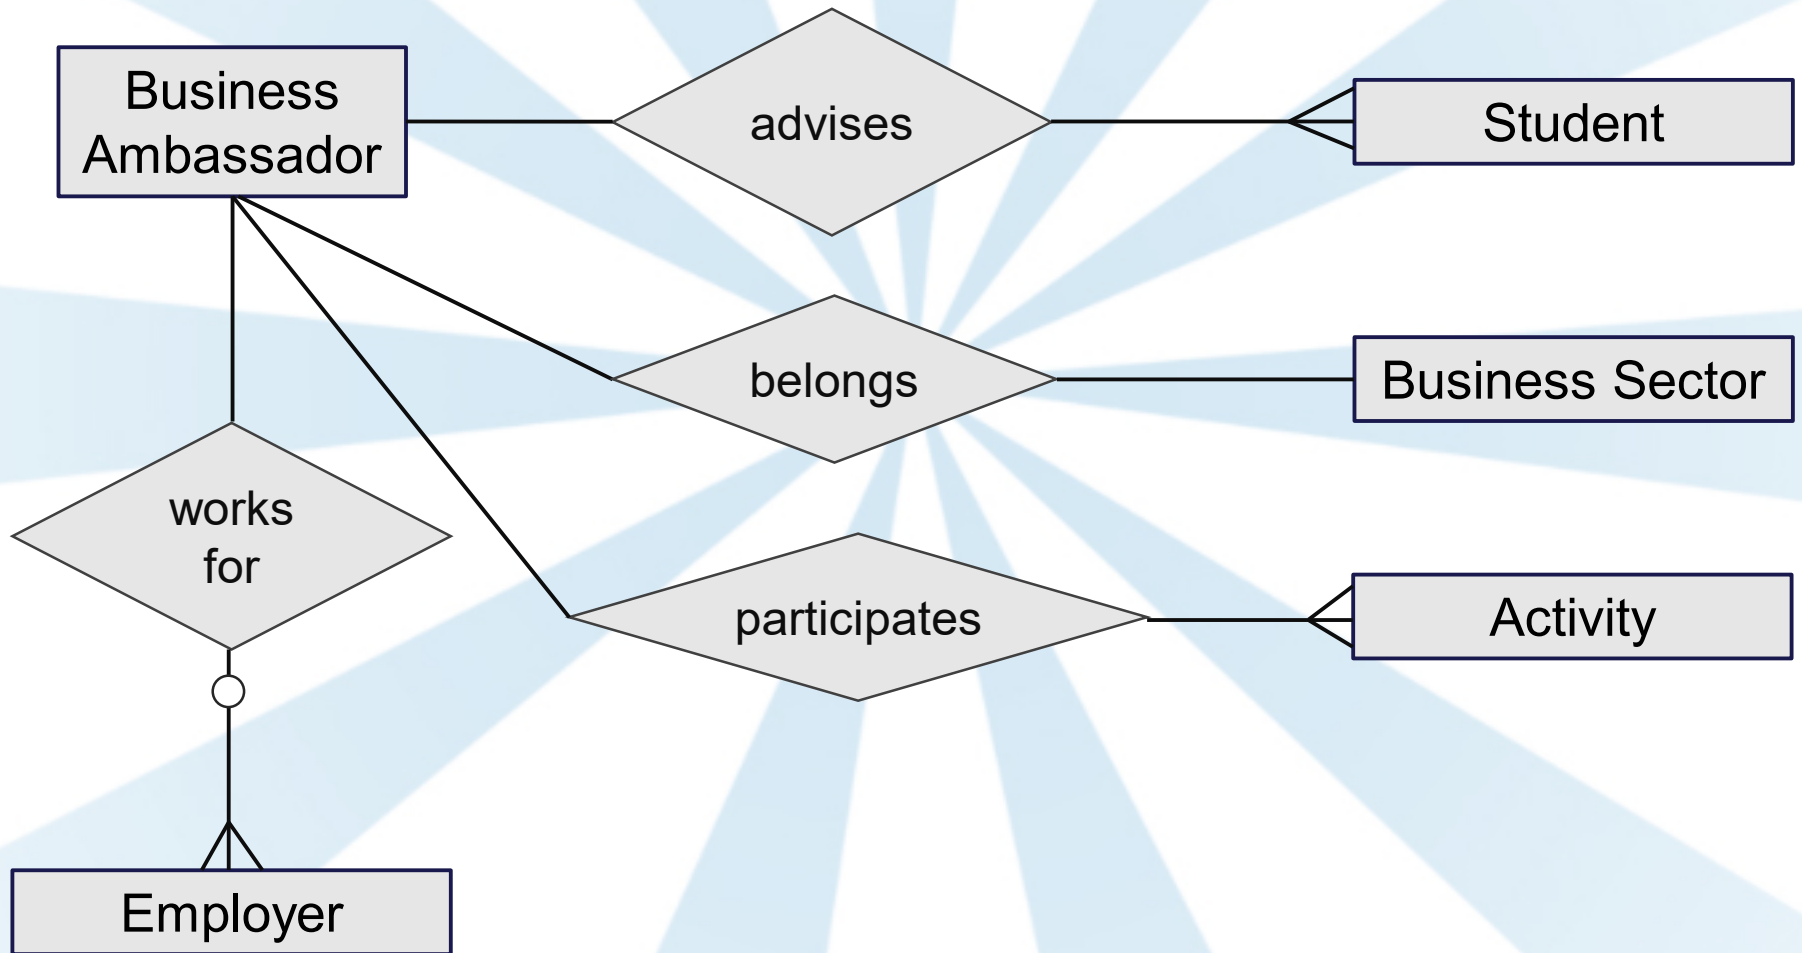 Business
Ambassador
advises
Student
belongs
Business Sector
works
for
participates
Activity
Employer